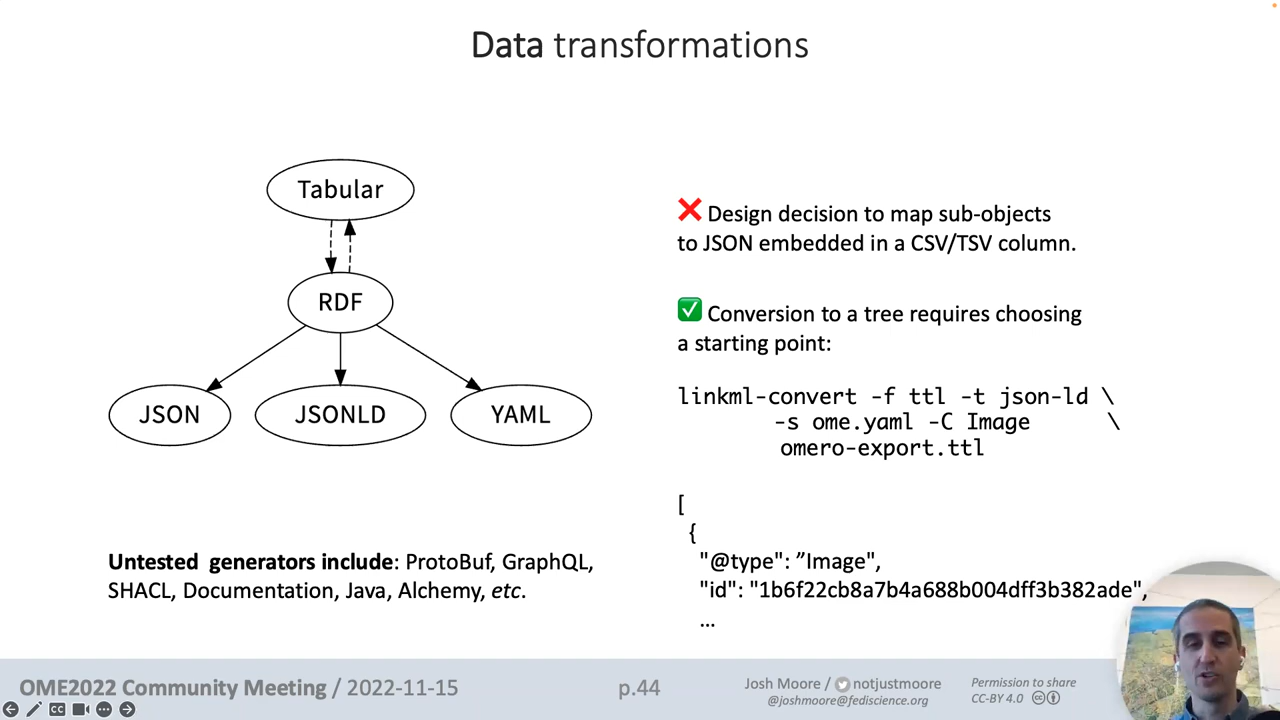 Data transformations
Tabular
RDF
JSON
JSONLD
YAML
Untested generators include: ProtoBuf, GraphQL,
SHACL, Documentation, Java, Alchemy, etc.
❌ Design decision to map sub-objects
to JSON embedded in a CSV/TSV column.
✅ Conversion to a tree requires choosing
a starting point:
linkml-convert -f ttl -t json-ld \
-s ome.yaml -C Image \
omero-export.ttl
[
{
"@type": ”Image",
"id": "1b6f22cb8a7b4a688b004dff3b382ade",
...
OME2022 Community Meeting / 2022-11-15
p.44
Josh Moore / notjustmoore
@joshmoore@fediscience.org
Permission to share
CC-BY 4.0
CC